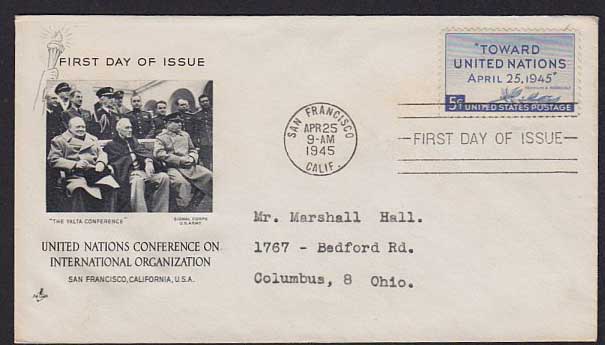 FIRST DAY OF ISSUE
"THE YALTA CONFERENCE"
SIGNAL CORPS
U.S. ARMY
UNITED NATIONS CONFERENCE ON
INTERNATIONAL ORGANIZATION
SAN FRANCISCO, CALIFORNIA, U.S.A.
SAN FRANCISCO
APR 25
9-AM
1945
CALIF.
"TOWARD
UNITED NATIONS
APRIL 25, 1945"
FRANKLIN D. ROOSEVELT
5¢ UNITED STATES POSTAGE
FIRST DAY OF ISSUE
Mr. Marshall Hall.
1767 - Bedford Rd.
Columbus, 8 Ohio.